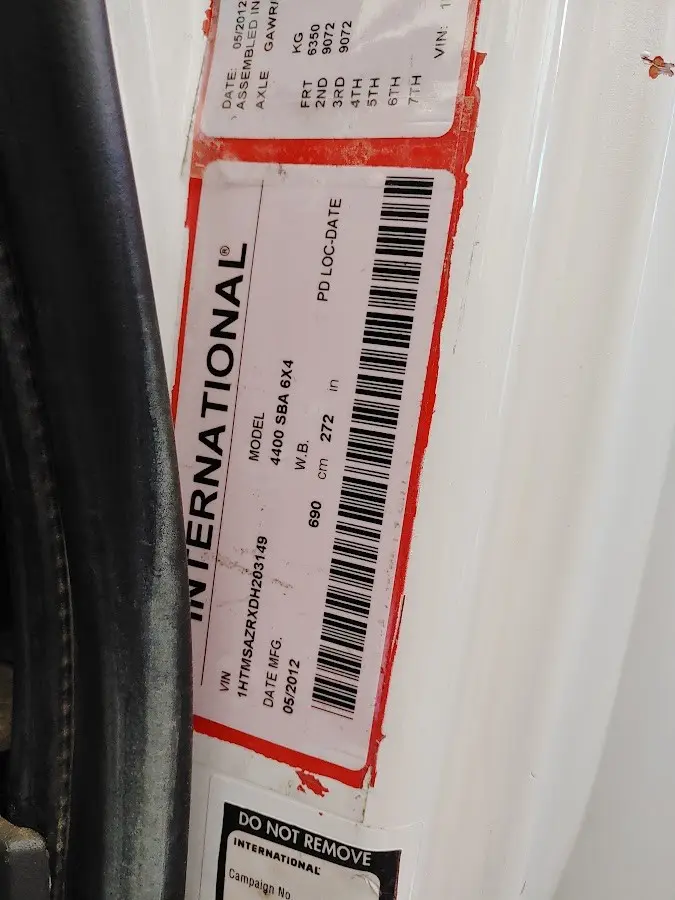 DATE: 05/2012
ASSEMBLED IN
AXLE GAWR/
KG
FRT 6350
2ND 9072
3RD 9072
4TH
5TH
6TH
7TH
VIN:
INTERNATIONAL®
VIN MODEL
1HTMSAZRXDH203149 4400 SBA 6X4
DATE MFG. W.B. PD LOC-DATE
05/2012 690 cm 272 in
DO NOT REMOVE
INTERNATIONAL
Campaign No